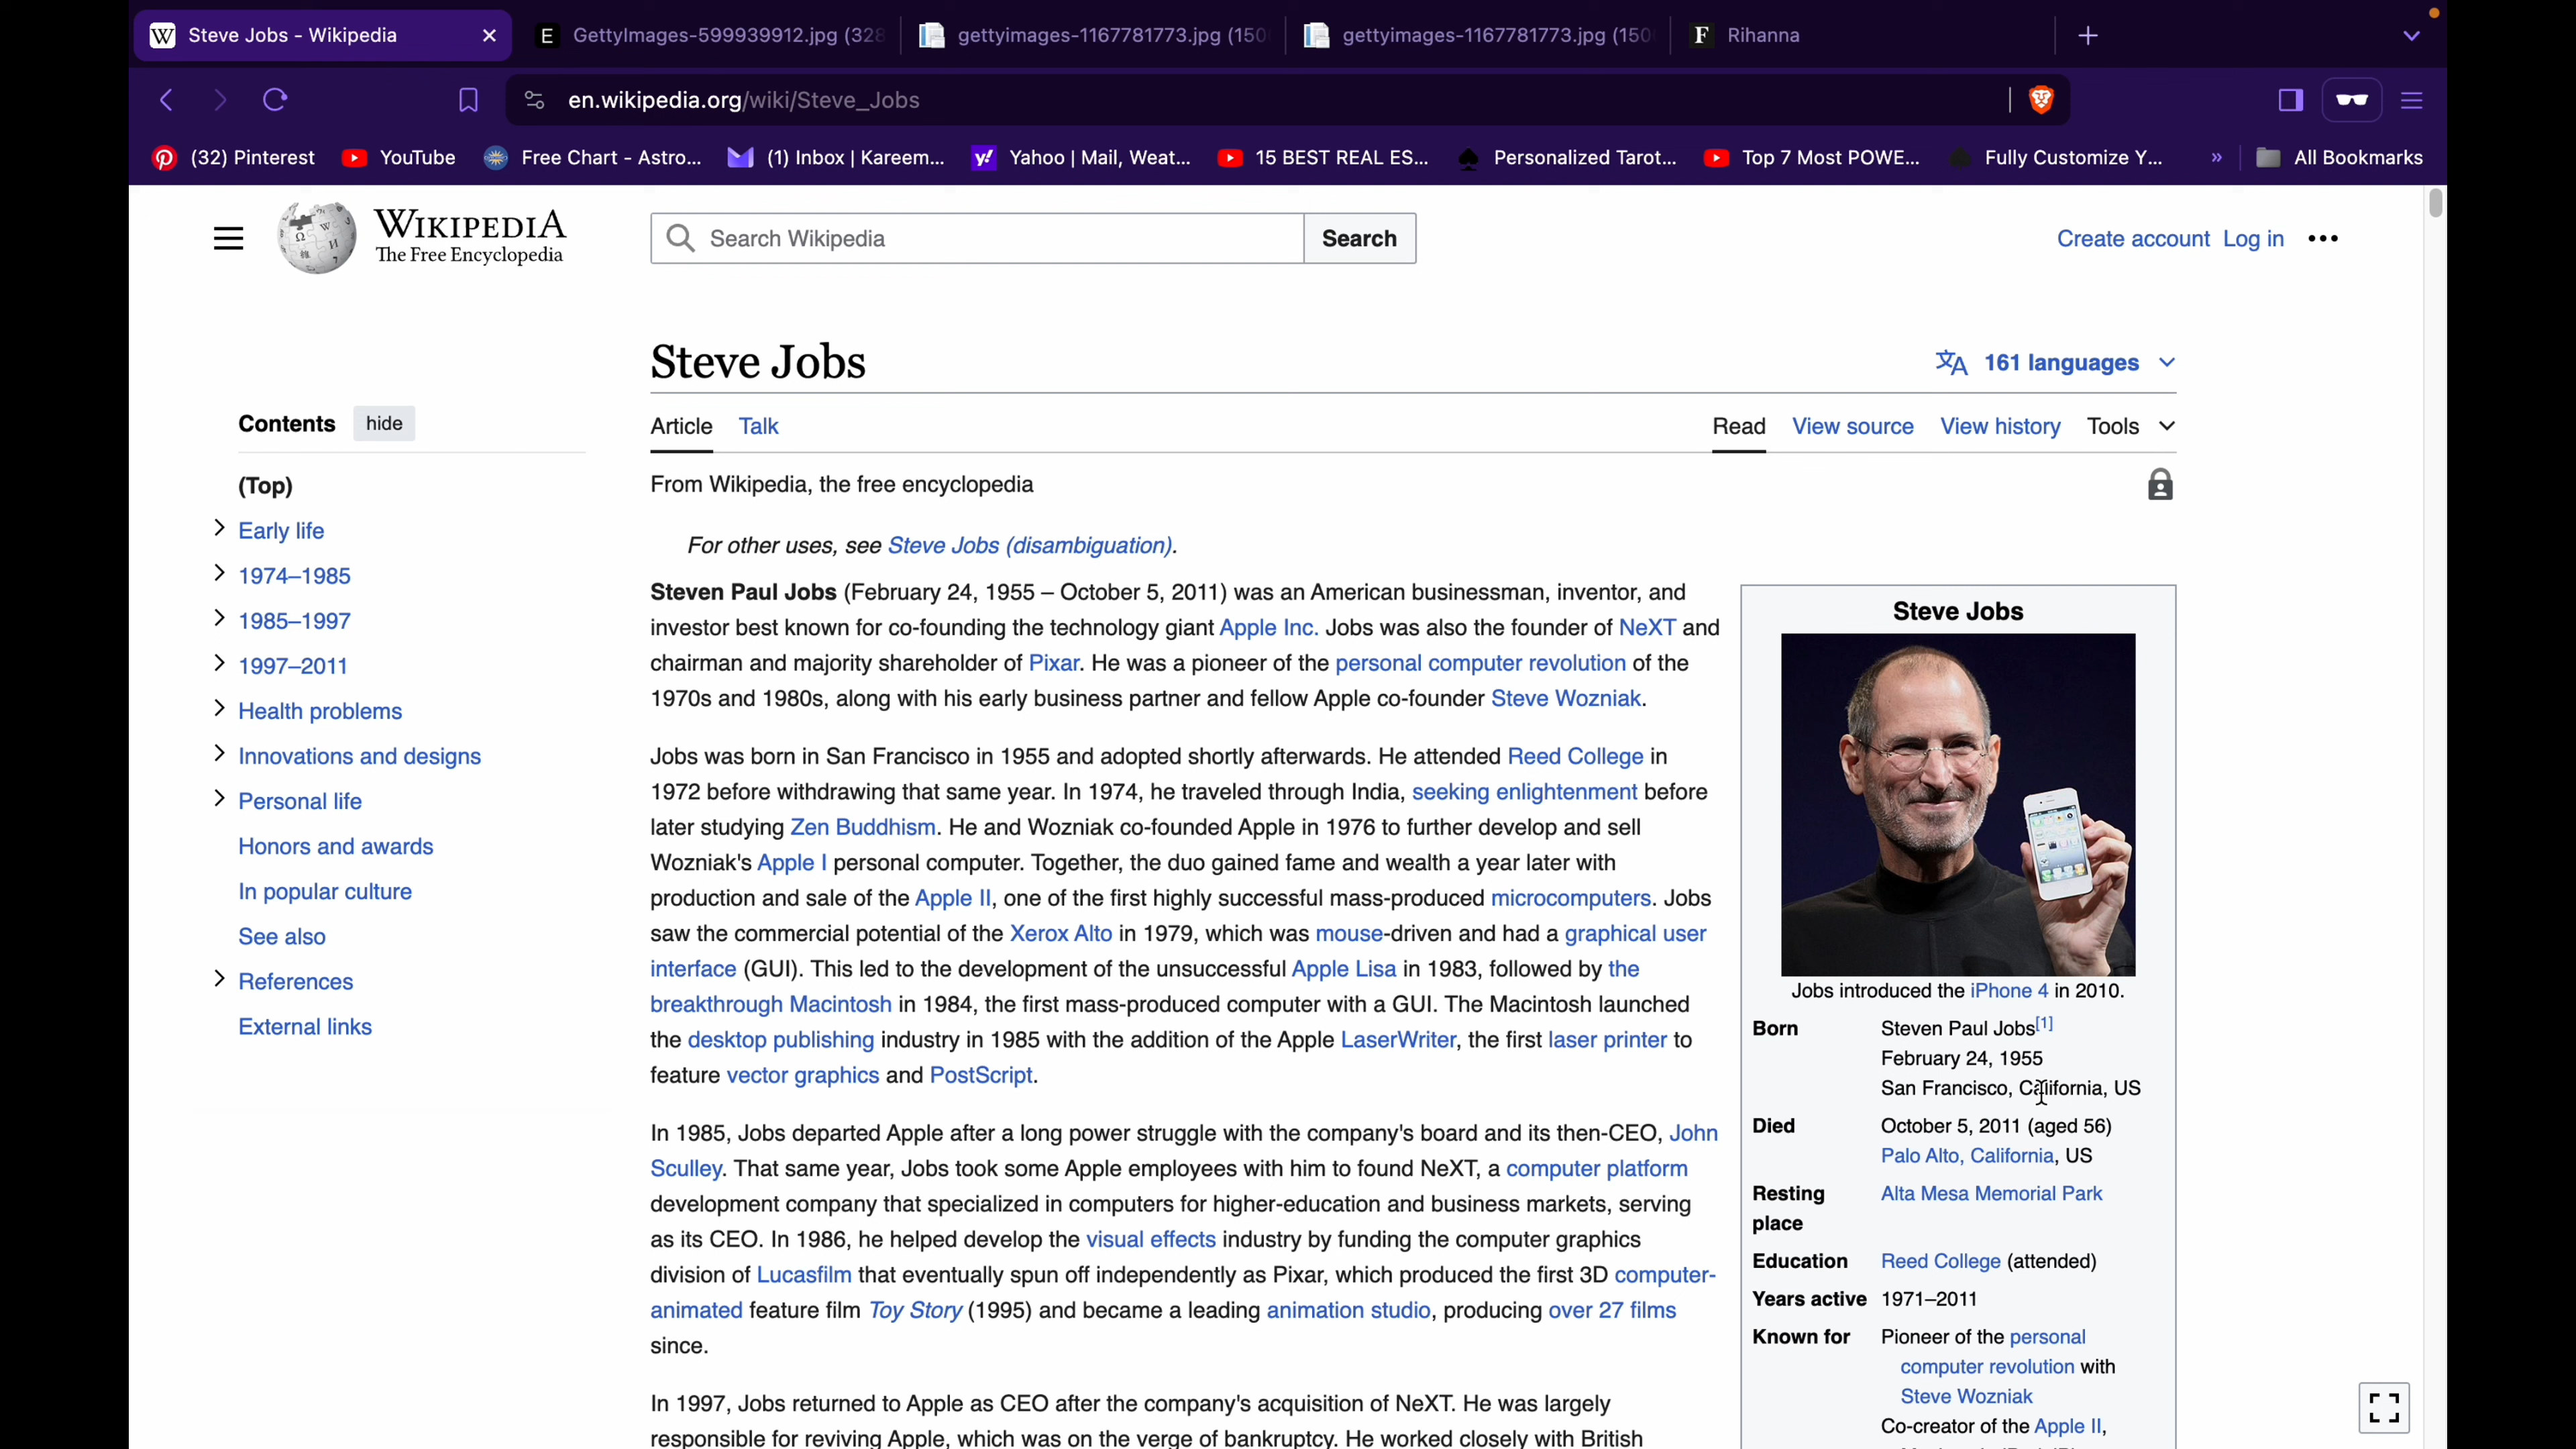 Steve Jobs - Wikipedia
GettyImages-599939912.jpg (328
gettyimages-1167781773.jpg (150
gettyimages-1167781773.jpg (150
Rihanna
en.wikipedia.org/wiki/Steve_Jobs
(32) Pinterest
YouTube
Free Chart - Astro...
(1) Inbox | Kareem...
Yahoo | Mail, Weat...
15 BEST REAL ES...
Personalized Tarot...
Top 7 Most POWE...
Fully Customize Y...
»
All Bookmarks
WIKIPEDIA
The Free Encyclopedia
Search Wikipedia
Search
Create account
Log in
Steve Jobs
161 languages
Contents
hide
(Top)
Early life
1974–1985
1985–1997
1997–2011
Health problems
Innovations and designs
Personal life
Honors and awards
In popular culture
See also
References
External links
Article
Talk
Read
View source
View history
Tools
From Wikipedia, the free encyclopedia
For other uses, see Steve Jobs (disambiguation).
Steven Paul Jobs (February 24, 1955 – October 5, 2011) was an American businessman, inventor, and
investor best known for co-founding the technology giant Apple Inc. Jobs was also the founder of NeXT and
chairman and majority shareholder of Pixar. He was a pioneer of the personal computer revolution of the
1970s and 1980s, along with his early business partner and fellow Apple co-founder Steve Wozniak.
Jobs was born in San Francisco in 1955 and adopted shortly afterwards. He attended Reed College in
1972 before withdrawing that same year. In 1974, he traveled through India, seeking enlightenment before
later studying Zen Buddhism. He and Wozniak co-founded Apple in 1976 to further develop and sell
Wozniak's Apple I personal computer. Together, the duo gained fame and wealth a year later with
production and sale of the Apple II, one of the first highly successful mass-produced microcomputers. Jobs
saw the commercial potential of the Xerox Alto in 1979, which was mouse-driven and had a graphical user
interface (GUI). This led to the development of the unsuccessful Apple Lisa in 1983, followed by the
breakthrough Macintosh in 1984, the first mass-produced computer with a GUI. The Macintosh launched
the desktop publishing industry in 1985 with the addition of the Apple LaserWriter, the first laser printer to
feature vector graphics and PostScript.
In 1985, Jobs departed Apple after a long power struggle with the company's board and its then-CEO, John
Sculley. That same year, Jobs took some Apple employees with him to found NeXT, a computer platform
development company that specialized in computers for higher-education and business markets, serving
as its CEO. In 1986, he helped develop the visual effects industry by funding the computer graphics
division of Lucasfilm that eventually spun off independently as Pixar, which produced the first 3D computer-
animated feature film Toy Story (1995) and became a leading animation studio, producing over 27 films
since.
In 1997, Jobs returned to Apple as CEO after the company's acquisition of NeXT. He was largely
responsible for reviving Apple, which was on the verge of bankruptcy. He worked closely with British
Steve Jobs
Jobs introduced the iPhone 4 in 2010.
Born Steven Paul Jobs[1]
February 24, 1955
San Francisco, California, US
Died October 5, 2011 (aged 56)
Palo Alto, California, US
Resting Alta Mesa Memorial Park
place
Education Reed College (attended)
Years active 1971–2011
Known for Pioneer of the personal
computer revolution with
Steve Wozniak
Co-creator of the Apple II,